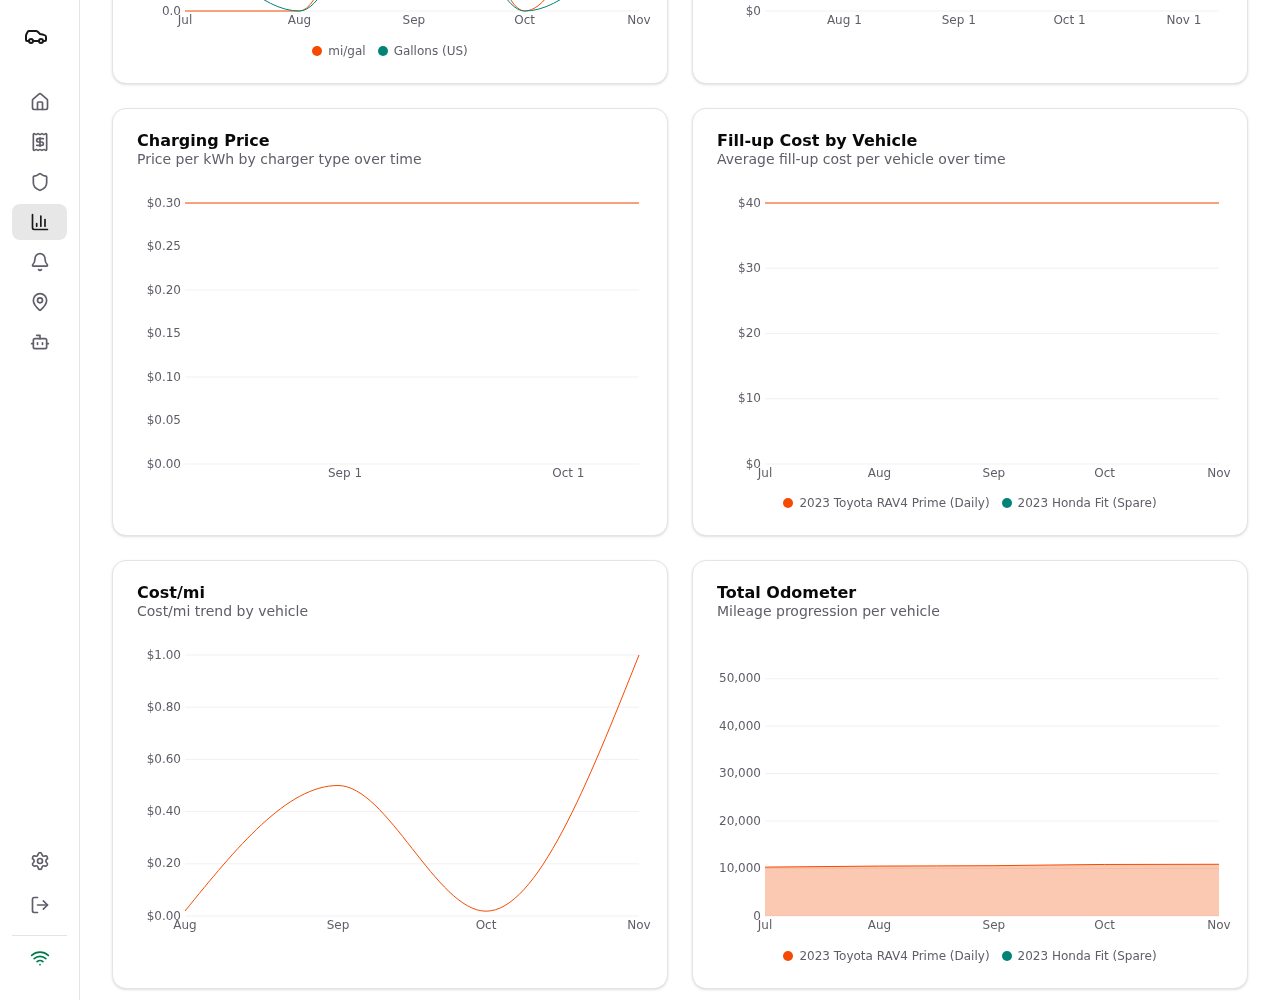 0.0
Jul Aug Sep Oct Nov
mi/gal Gallons (US)
$0
Aug 1 Sep 1 Oct 1 Nov 1
Charging Price
Price per kWh by charger type over time
$0.30
$0.25
$0.20
$0.15
$0.10
$0.05
$0.00
Sep 1 Oct 1
Fill-up Cost by Vehicle
Average fill-up cost per vehicle over time
$40
$30
$20
$10
$0
Jul Aug Sep Oct Nov
2023 Toyota RAV4 Prime (Daily) 2023 Honda Fit (Spare)
Cost/mi
Cost/mi trend by vehicle
$1.00
$0.80
$0.60
$0.40
$0.20
$0.00
Aug Sep Oct Nov
Total Odometer
Mileage progression per vehicle
50,000
40,000
30,000
20,000
10,000
0
Jul Aug Sep Oct Nov
2023 Toyota RAV4 Prime (Daily) 2023 Honda Fit (Spare)